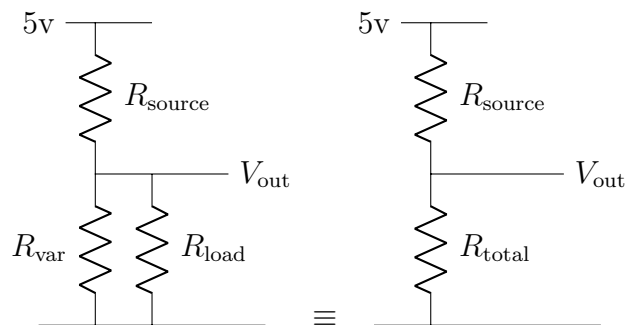 5v 5v
R_source R_source
V_out V_out
R_var R_load R_total
≡